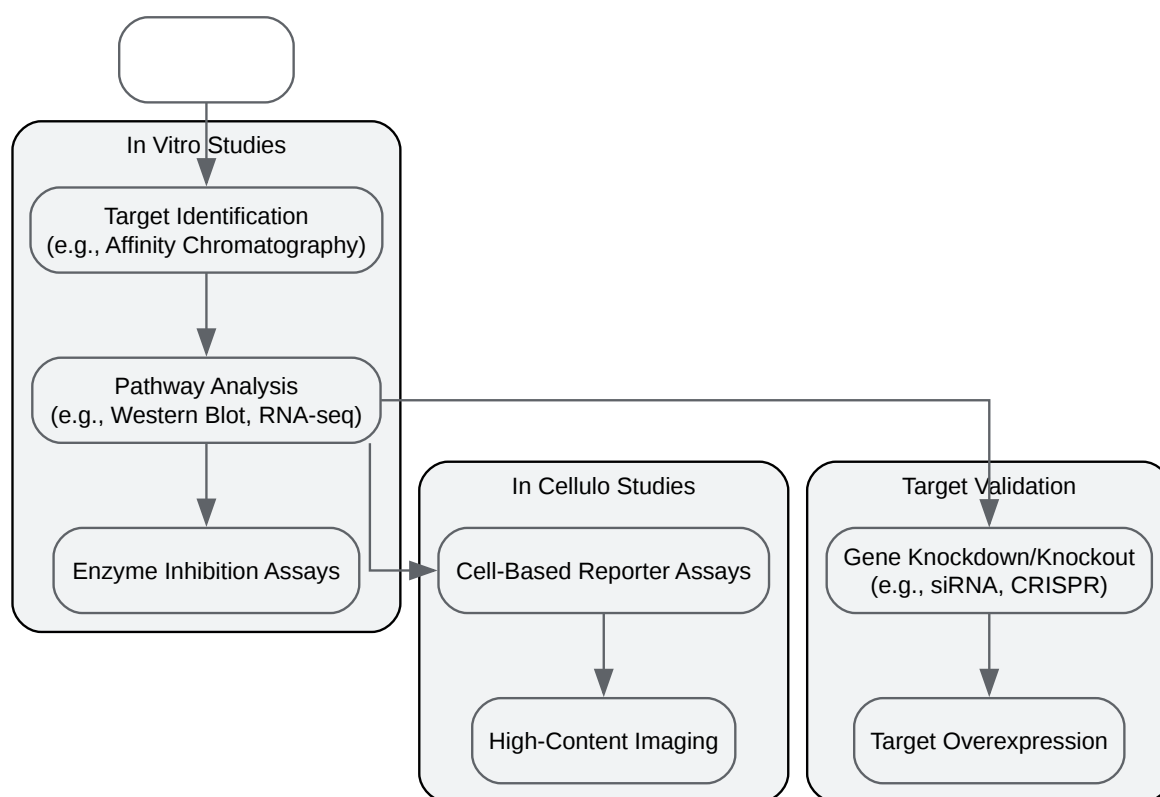 In Vitro Studies
Target Identification
(e.g., Affinity Chromatography)
Pathway Analysis
(e.g., Western Blot, RNA-seq)
Enzyme Inhibition Assays
In Cellulo Studies
Cell-Based Reporter Assays
High-Content Imaging
Target Validation
Gene Knockdown/Knockout
(e.g., siRNA, CRISPR)
Target Overexpression